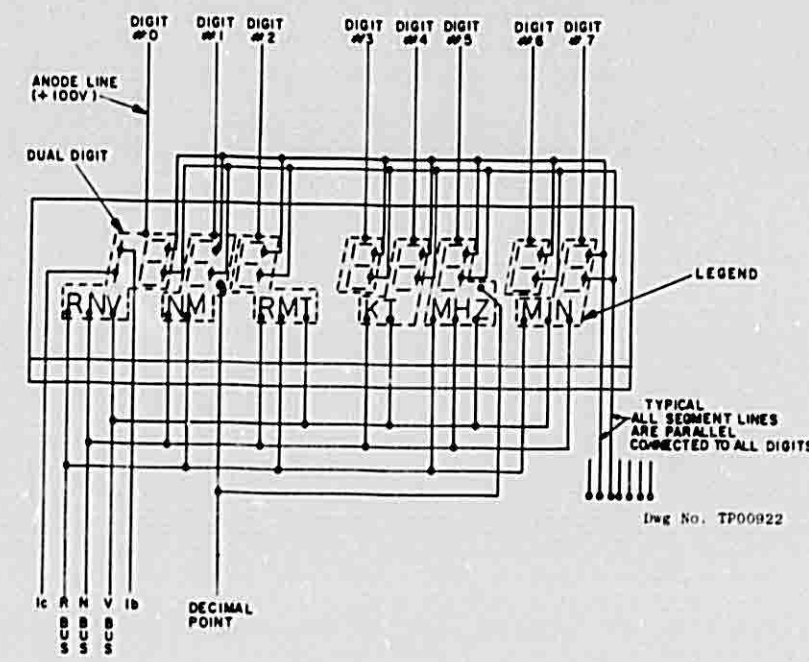 DIGIT #0
DIGIT #1
DIGIT #2
DIGIT #3
DIGIT #4
DIGIT #5
DIGIT #6
DIGIT #7
ANODE LINE
(+100V)
DUAL DIGIT
LEGEND
RNV NM RMT KT MHZ M N
TYPICAL
ALL SEGMENT LINES
ARE PARALLEL
CONNECTED TO ALL DIGITS
Dwg No. TP00922
Ic
R BUS
N BUS
V BUS
Ib
DECIMAL
POINT